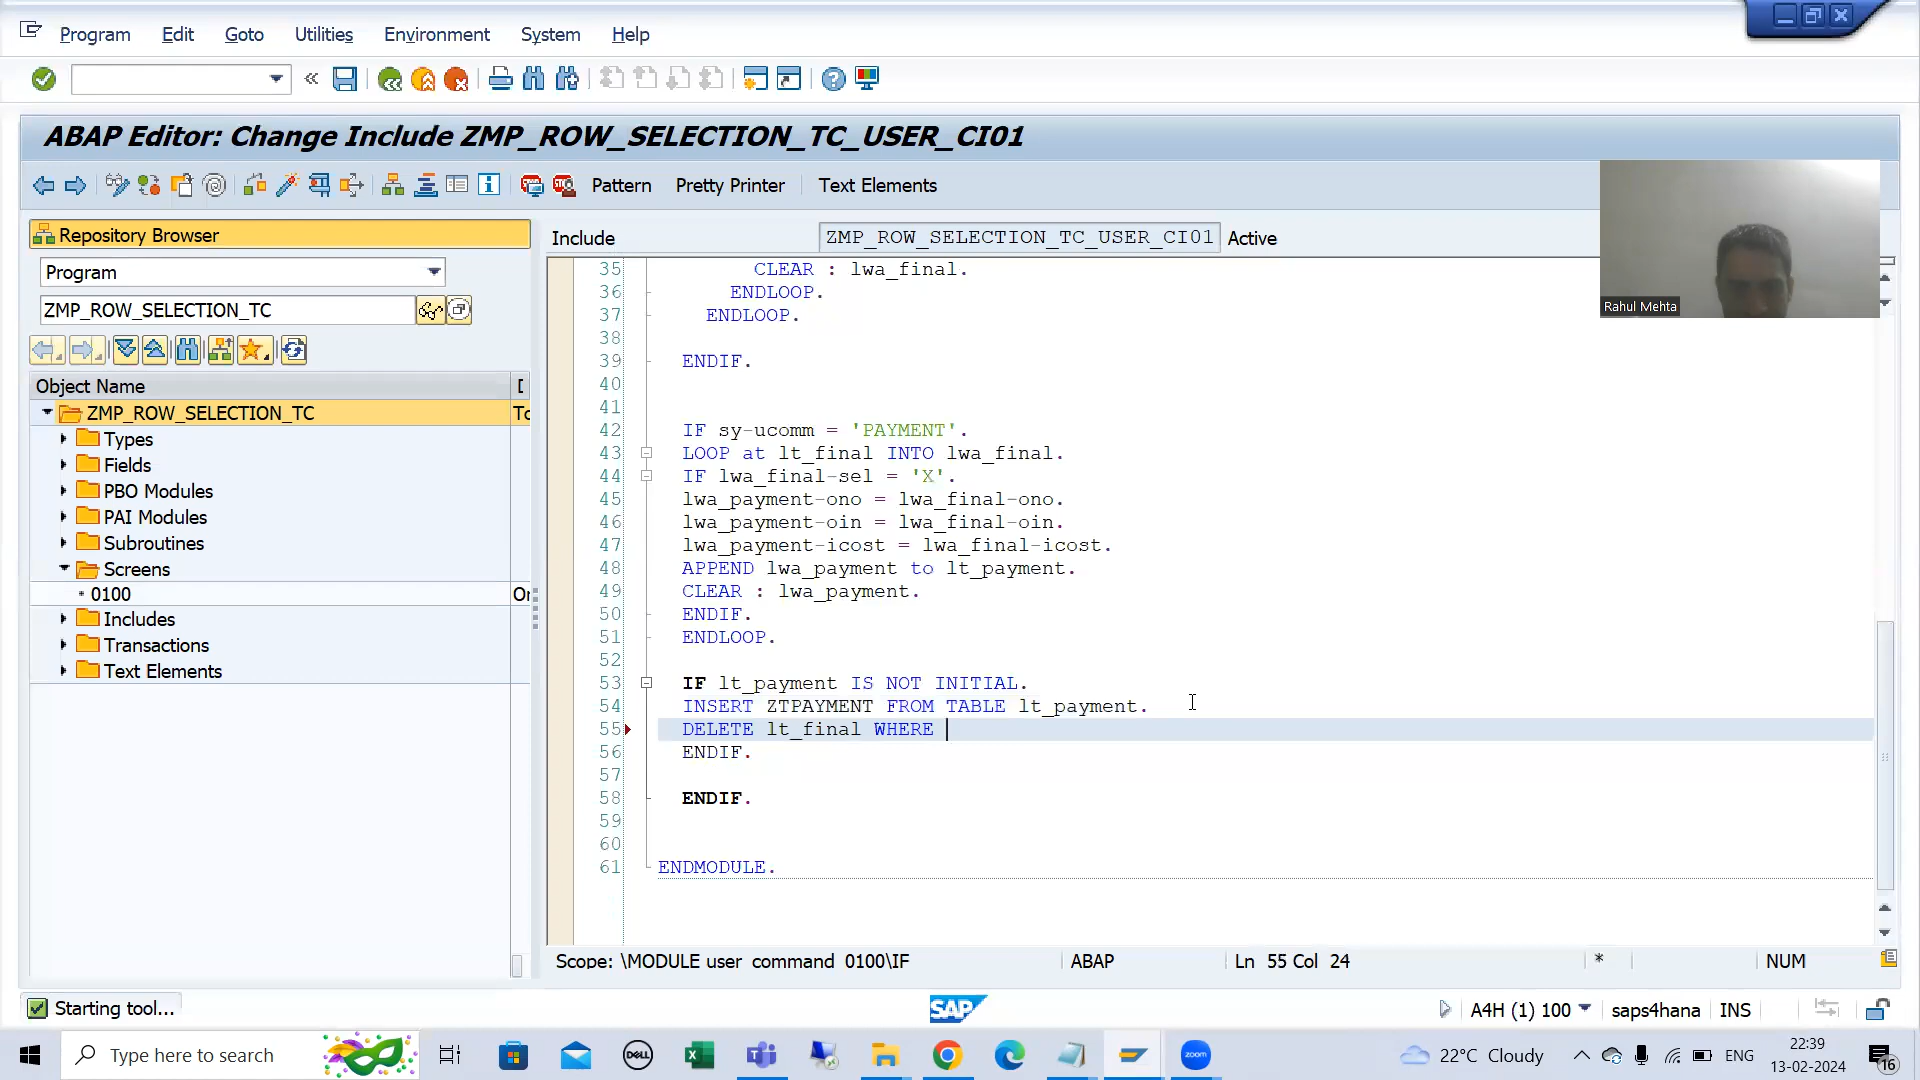 Program Edit Goto Utilities Environment System Help
ABAP Editor: Change Include ZMP_ROW_SELECTION_TC_USER_CI01
Pattern Pretty Printer Text Elements
Repository Browser
Program
ZMP_ROW_SELECTION_TC
Object Name
ZMP_ROW_SELECTION_TC
Types
Fields
PBO Modules
PAI Modules
Subroutines
Screens
0100
Includes
Transactions
Text Elements
Include ZMP_ROW_SELECTION_TC_USER_CI01 Active
Rahul Mehta
35 CLEAR : lwa_final.
36 ENDLOOP.
37 ENDLOOP.
38
39 ENDIF.
40
41
42 IF sy-ucomm = 'PAYMENT'.
43 LOOP at lt_final INTO lwa_final.
44 IF lwa_final-sel = 'X'.
45 lwa_payment-ono = lwa_final-ono.
46 lwa_payment-oin = lwa_final-oin.
47 lwa_payment-icost = lwa_final-icost.
48 APPEND lwa_payment to lt_payment.
49 CLEAR : lwa_payment.
50 ENDIF.
51 ENDLOOP.
52
53 IF lt_payment IS NOT INITIAL.
54 INSERT ZTPAYMENT FROM TABLE lt_payment.
55 DELETE lt_final WHERE
56 ENDIF.
57
58 ENDIF.
59
60
61 ENDMODULE.
Scope: \MODULE user command 0100\IF ABAP Ln 55 Col 24 * NUM
Starting tool... SAP A4H (1) 100 saps4hana INS
Type here to search DELL zoom 22°C Cloudy ENG 22:39
13-02-2024 16